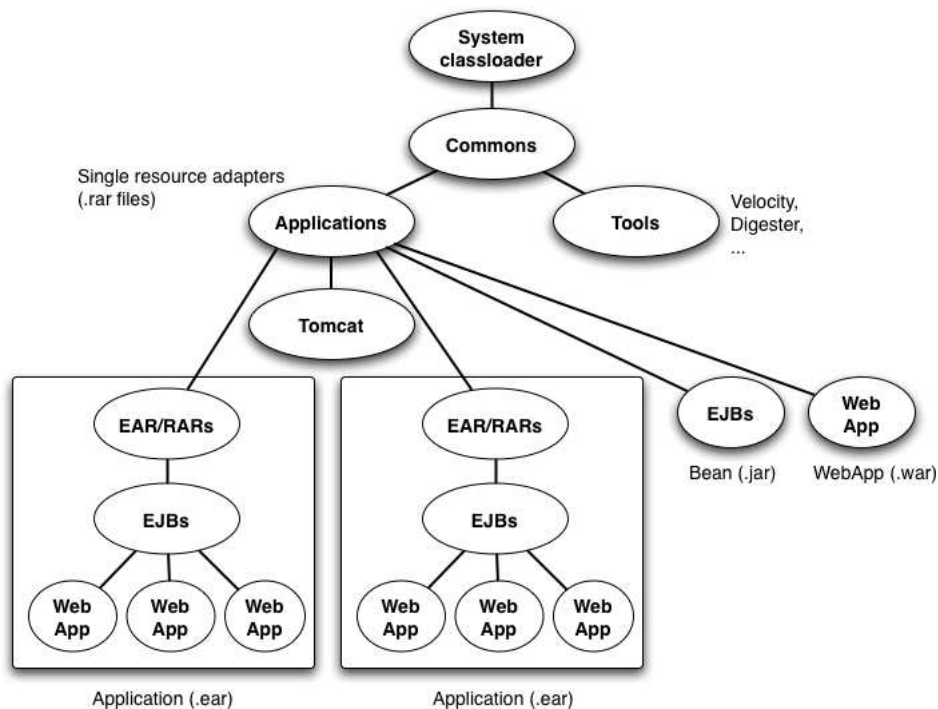 System
classloader
Commons
Single resource adapters
(.rar files)
Applications
Tools
Velocity,
Digester,
...
Tomcat
EAR/RARs
EAR/RARs
EJBs
Web
App
Bean (.jar)
WebApp (.war)
EJBs
EJBs
Web
App
Web
App
Web
App
Web
App
Web
App
Web
App
Application (.ear)
Application (.ear)